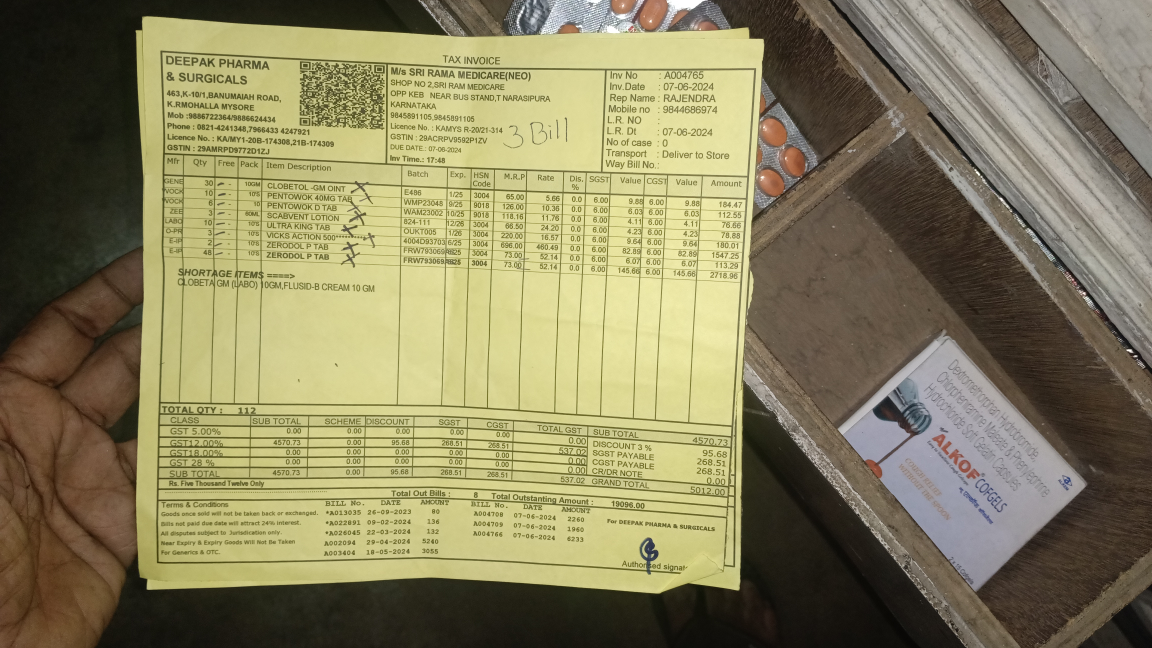 TAX INVOICE
DEEPAK PHARMA
& SURGICALS
463,K-10/1,BANUMAIAH ROAD,
K.RMOHALLA MYSORE
Mob :9886722364/9886624434
Phone : 0821-4241348,7966433 4247921
Licence No. : KA/MY1-20B-174308,21B-174309
GSTIN : 29AMRPD9772D1ZJ
M/s SRI RAMA MEDICARE(NEO)
SHOP NO 2,SRI RAM MEDICARE
OPP KEB NEAR BUS STAND,T NARASIPURA
KARNATAKA
9845891105,9845891105
Licence No. : KAMYS R-20/21-314
GSTIN : 29ACRPV9592P1ZV
DUE DATE : 07-06-2024
Inv Time.: 17:48
3 Bill
Inv No : A004765
Inv.Date : 07-06-2024
Rep Name : RAJENDRA
Mobile no : 9844686974
L.R. NO :
L.R. Dt : 07-06-2024
No of case : 0
Transport : Deliver to Store
Way Bill No.:
Mfr Qty Free Pack Item Description Batch Exp. HSN Code M.R.P Rate Dis. % SGST Value CGST Value Amount
GENE 30 - 10GM CLOBETOL -GM OINT E486 1/25 3004 65.00 5.66 0.0 6.00 9.88 6.00 9.88 184.47
VOCK 10 - 10'S PENTOWOK 40MG TAB WMP23048 9/25 9018 126.00 10.36 0.0 6.00 6.03 6.00 6.03 112.55
VOCK 6 - 10 PENTOWOK D TAB WAM23002 10/25 9018 118.16 11.76 0.0 6.00 4.11 6.00 4.11 76.66
ZEE 3 - 60ML SCABVENT LOTION 824-111 12/26 3004 66.50 24.20 0.0 6.00 4.23 6.00 4.23 78.88
LABO 10 - 10'S ULTRA KING TAB OUKT005 1/26 3004 220.00 16.57 0.0 6.00 9.64 6.00 9.64 180.01
O-PR 3 - VICKS ACTION 500 4004D93703 6/25 3004 696.00 460.49 0.0 6.00 82.89 6.00 82.89 1547.25
E-IP 2 - 10'S ZERODOL P TAB 3004 73.00 52.14 0.0 6.00 6.07 6.00 6.07 113.29
E-IP 48 - 10'S ZERODOL P TAB 3004 73.00 52.14 0.0 6.00 145.66 6.00 145.66 2718.96
SHORTAGE ITEMS ====>
CLOBETA GM (LABO) 10GM,FLUSID-B CREAM 10 GM
TOTAL QTY : 112
CLASS SUB TOTAL SCHEME DISCOUNT SGST CGST TOTAL GST
GST 5.00% 0.00 0.00 0.00 0.00 0.00 0.00
GST12.00% 4570.73 0.00 95.68 268.51 268.51 537.02
GST18.00% 0.00 0.00 0.00 0.00 0.00 0.00
GST 28 % 0.00 0.00 0.00 0.00 0.00 0.00
SUB TOTAL 4570.73 0.00 95.68 268.51 268.51 537.02
SUB TOTAL 4570.73
DISCOUNT 3 % 95.68
SGST PAYABLE 268.51
CGST PAYABLE 268.51
CR/DR NOTE 0.00
GRAND TOTAL 5012.00
Rs. Five Thousand Twelve Only
Total Out Bills : 8 Total Outstanding Amount : 19096.00
Terms & Conditions
Goods once sold will not be taken back or exchanged.
Bills not paid due date will attract 24% interest.
All disputes subject to Jurisdication only.
Near Expiry & Expiry Goods Will Not Be Taken
For Generics & OTC.
BILL No. DATE AMOUNT
*A013035 26-09-2023 80
*A022891 09-02-2024 136
*A026045 22-03-2024 132
A002094 29-04-2024 5240
A003404 18-05-2024 3055
BILL No. DATE AMOUNT
A004708 07-06-2024 2260
A004709 07-06-2024 1960
A004766 07-06-2024 6233
For DEEPAK PHARMA & SURGICALS
Authorised signat
Dextromethorphan Hydrobromide,
Chlorpheniramine Maleate & Phenylephrine
Hydrochloride Soft Gelatin Capsules
ALKOF COFGELS